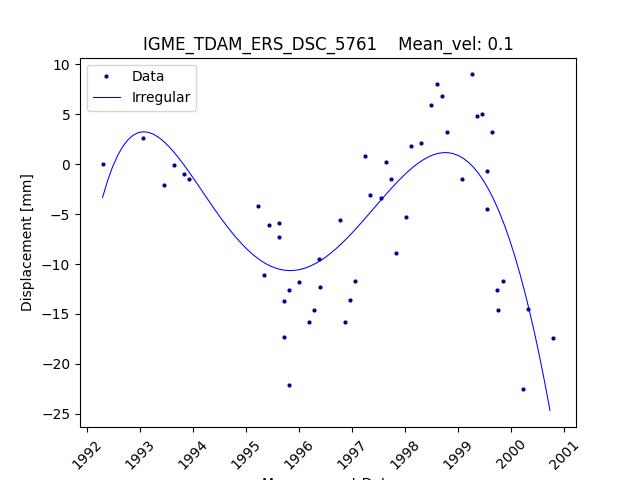 IGME_TDAM_ERS_DSC_5761    Mean_vel: 0.1
Data
Irregular
10
5
0
−5
−10
−15
−20
−25
Displacement [mm]
1992 1993 1994 1995 1996 1997 1998 1999 2000 2001